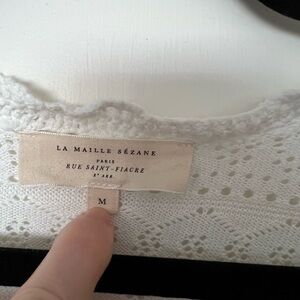 LA MAILLE SÉZANE
PARIS
RUE SAINT-FIACRE
2e ARR.
M